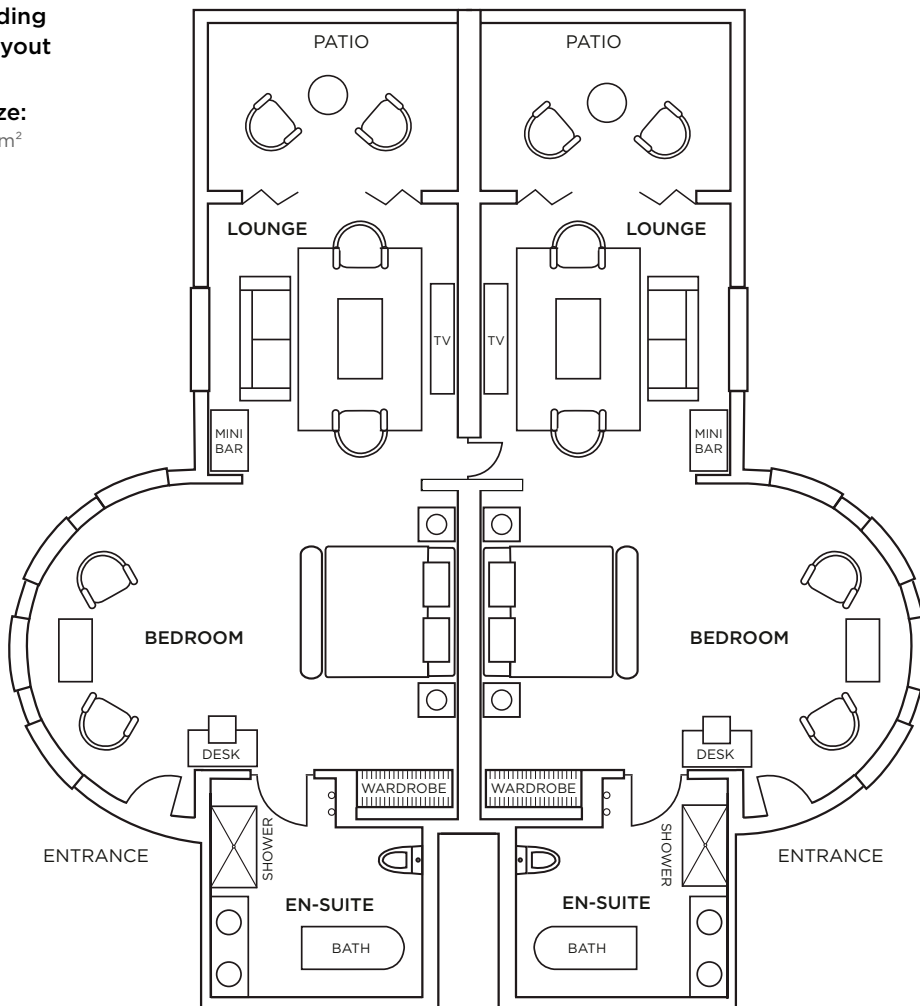 ding
yout
ze:
m²
PATIO
PATIO
LOUNGE
LOUNGE
TV
TV
MINI
BAR
MINI
BAR
BEDROOM
BEDROOM
DESK
DESK
WARDROBE
WARDROBE
SHOWER
SHOWER
ENTRANCE
ENTRANCE
EN-SUITE
EN-SUITE
BATH
BATH